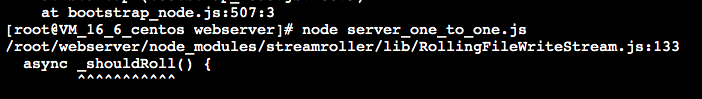 at bootstrap_node.js:507:3
[root@VM_16_6_centos webserver]# node server_one_to_one.js
/root/webserver/node_modules/streamroller/lib/RollingFileWriteStream.js:133
async _shouldRoll() {
^^^^^^^^^^^